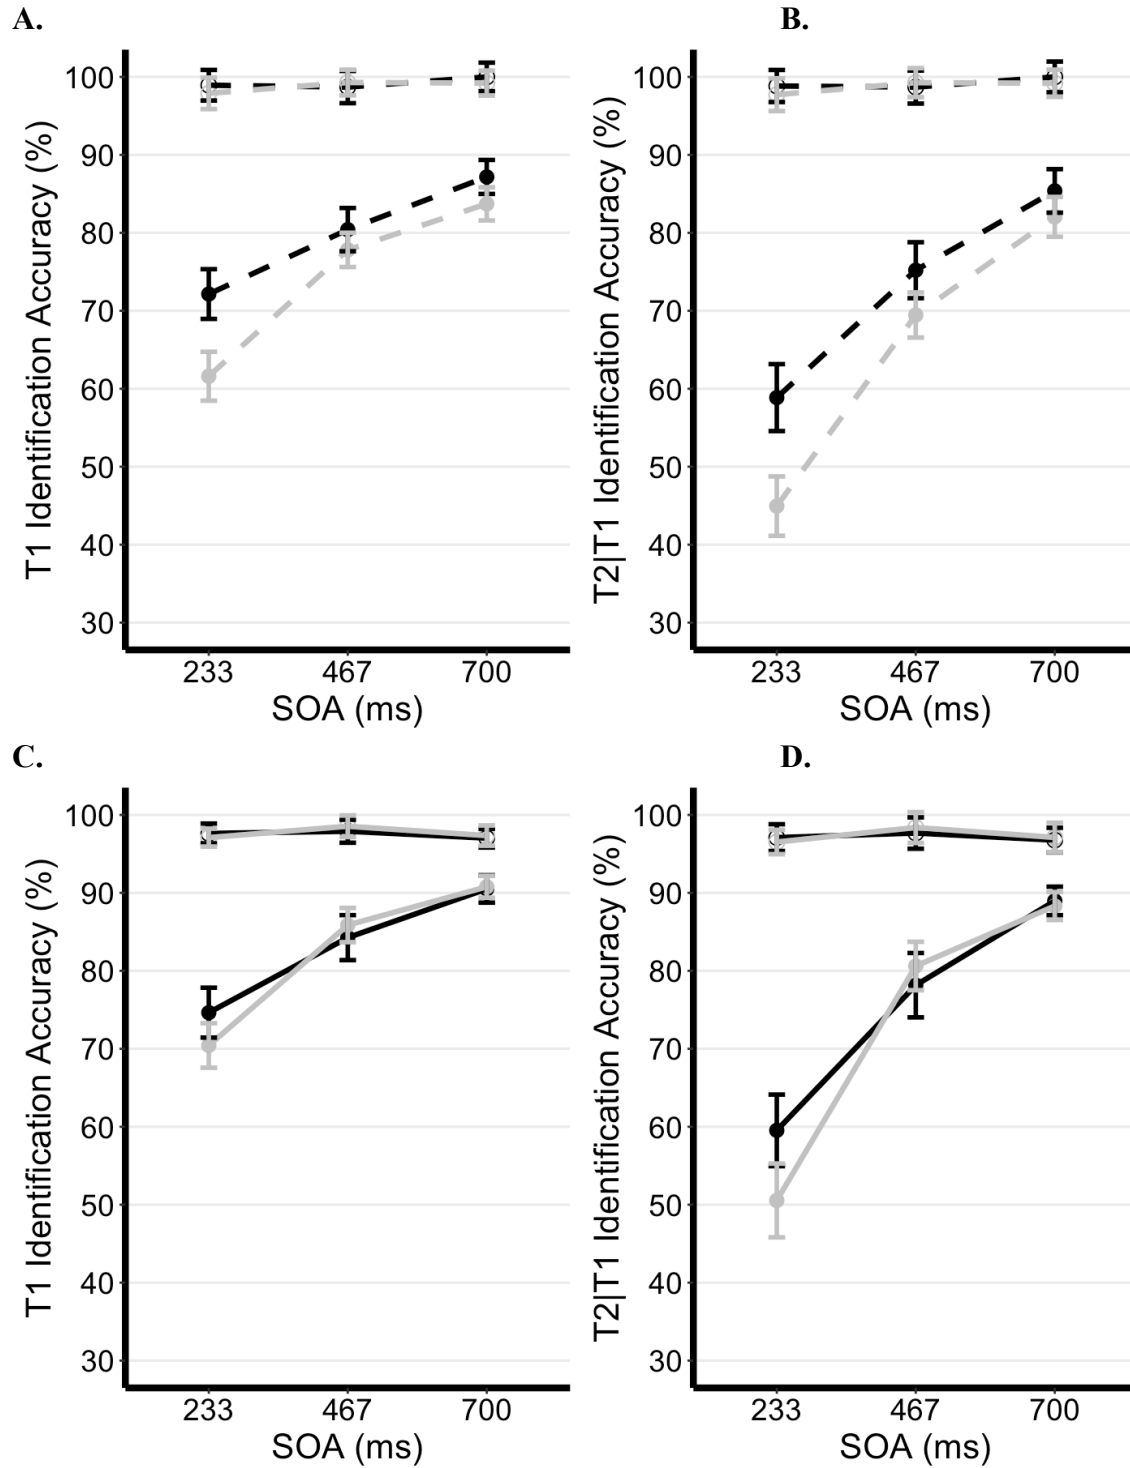 A.
B.
T1 Identification Accuracy (%)
100
90
80
70
60
50
40
30
233 467 700
SOA (ms)
T2|T1 Identification Accuracy (%)
100
90
80
70
60
50
40
30
233 467 700
SOA (ms)
C.
D.
T1 Identification Accuracy (%)
100
90
80
70
60
50
40
30
233 467 700
SOA (ms)
T2|T1 Identification Accuracy (%)
100
90
80
70
60
50
40
30
233 467 700
SOA (ms)